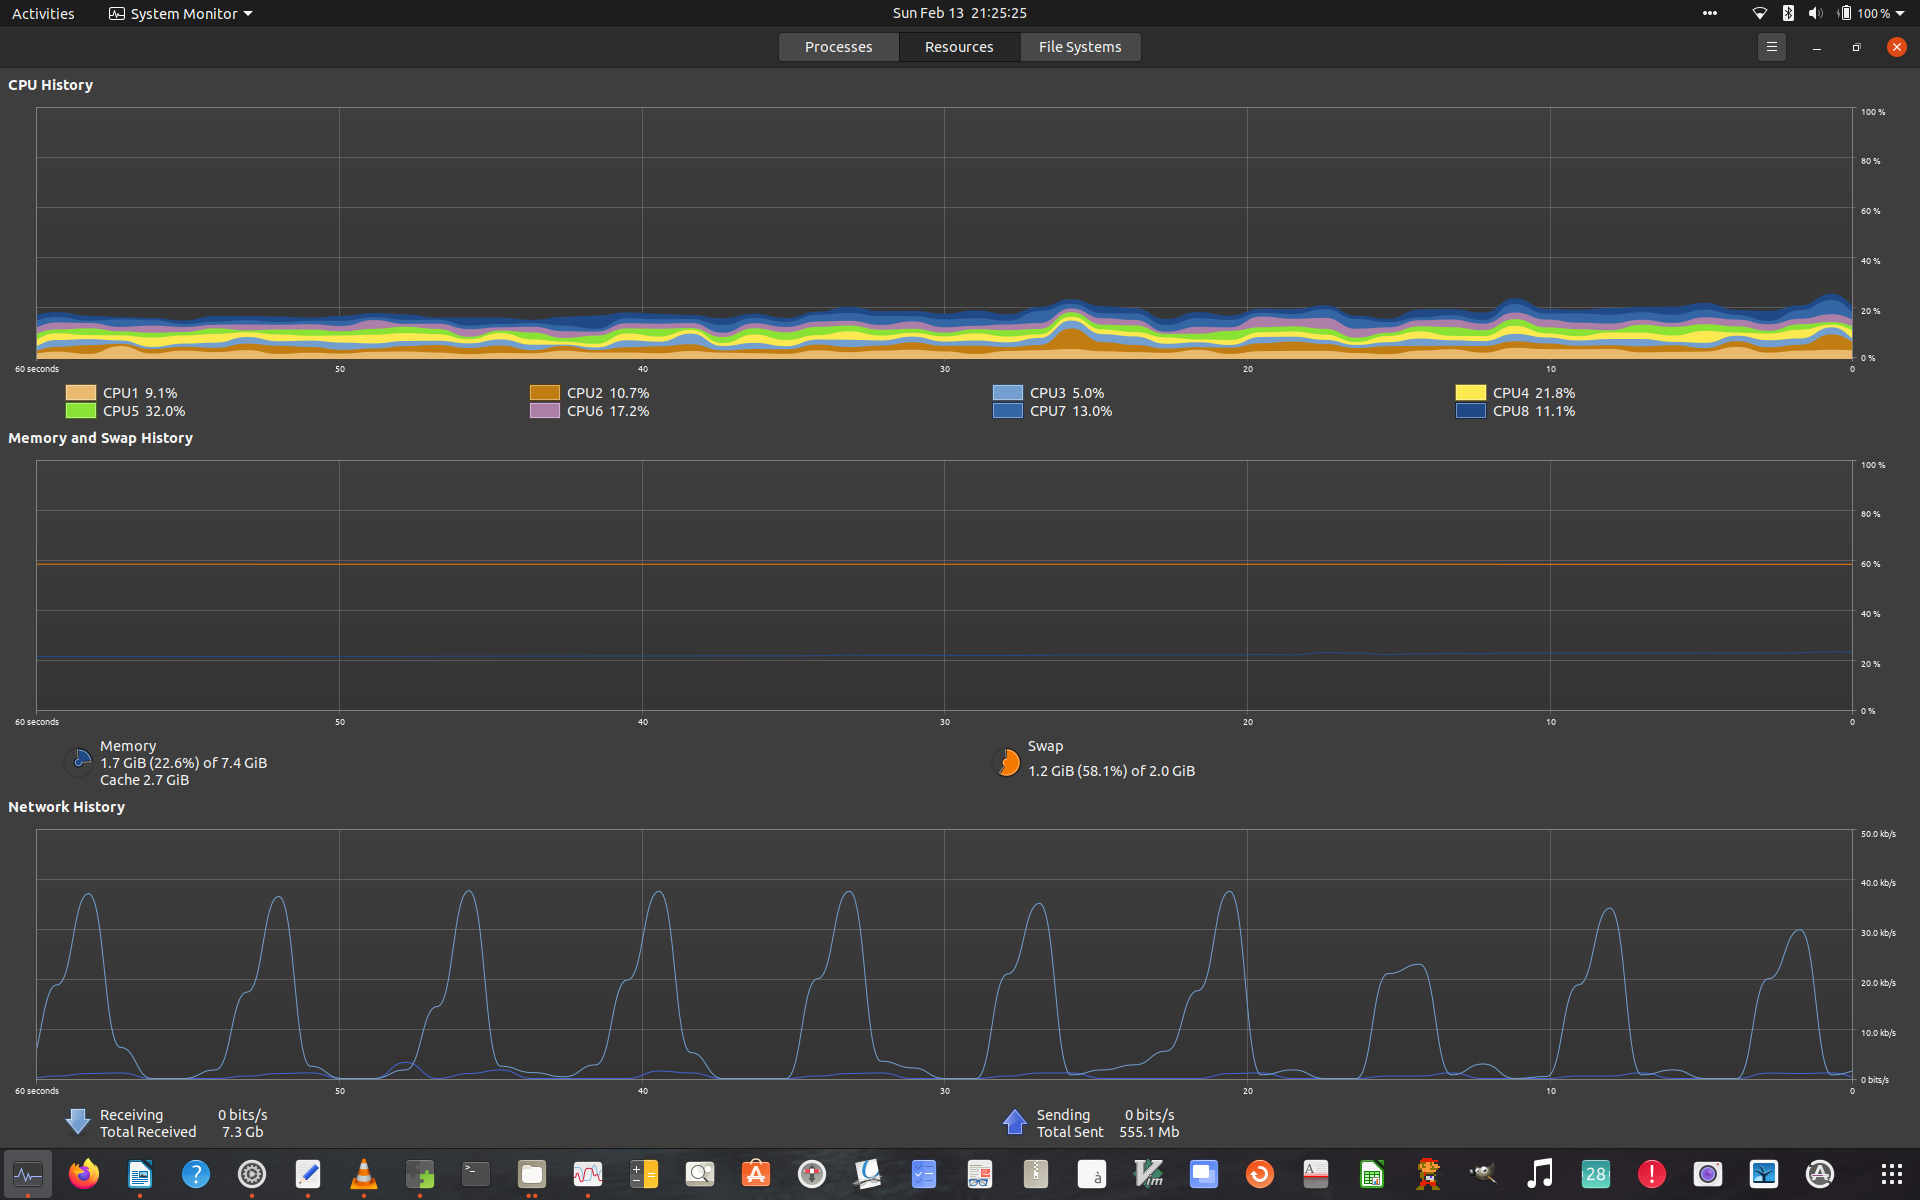 Activities
System Monitor
Sun Feb 13 21:25:25
100 %
Processes
Resources
File Systems
CPU History
100 %
80 %
60 %
40 %
20 %
0 %
60 seconds 50 40 30 20 10 0
CPU1 9.1% CPU2 10.7% CPU3 5.0% CPU4 21.8%
CPU5 32.0% CPU6 17.2% CPU7 13.0% CPU8 11.1%
Memory and Swap History
100 %
80 %
60 %
40 %
20 %
0 %
60 seconds 50 40 30 20 10 0
Memory
1.7 GiB (22.6%) of 7.4 GiB
Cache 2.7 GiB
Swap
1.2 GiB (58.1%) of 2.0 GiB
Network History
50.0 kb/s
40.0 kb/s
30.0 kb/s
20.0 kb/s
10.0 kb/s
0 bits/s
60 seconds 50 40 30 20 10 0
Receiving 0 bits/s
Total Received 7.3 Gb
Sending 0 bits/s
Total Sent 555.1 Mb
?
>_
A
à
Vim
A
28
!